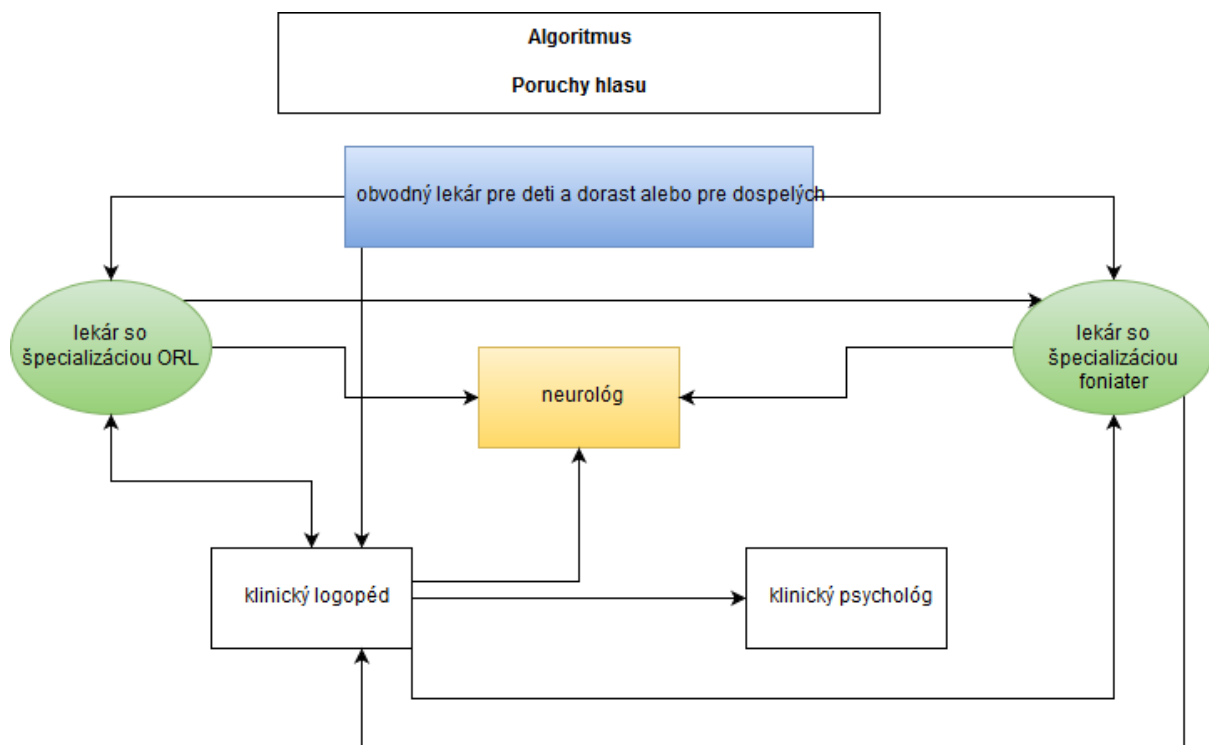 Algoritmus
Poruchy hlasu
obvodný lekár pre deti a dorast alebo pre dospelých
lekár so
špecializáciou ORL
neurológ
lekár so
špecializáciou
foniater
klinický logopéd
klinický psychológ